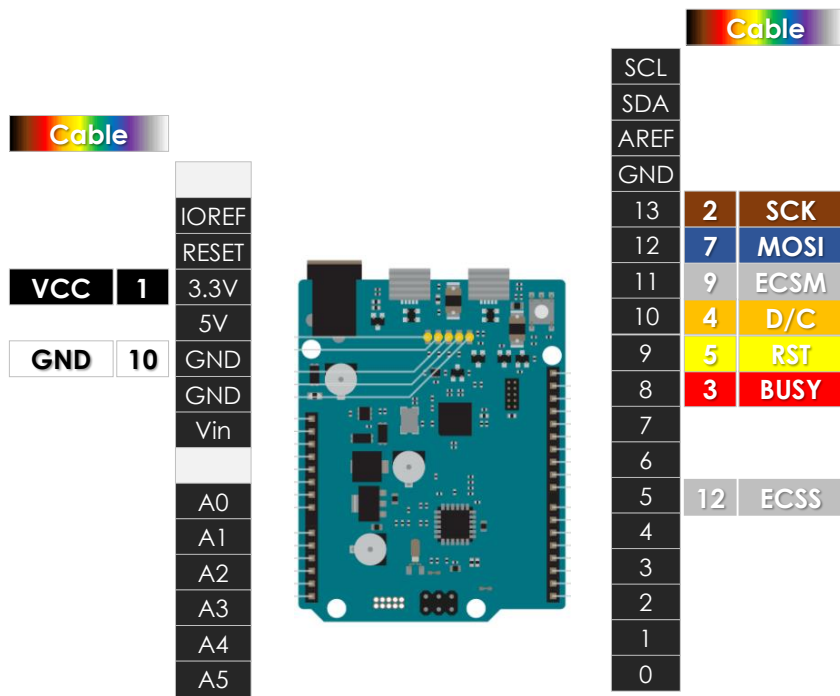 Cable
SCL
SDA
AREF
GND
13 2 SCK
12 7 MOSI
11 9 ECSM
10 4 D/C
9 5 RST
8 3 BUSY
7
6
5 12 ECSS
4
3
2
1
0
Cable
IOREF
RESET
VCC 1 3.3V
5V
GND 10 GND
GND
Vin
A0
A1
A2
A3
A4
A5